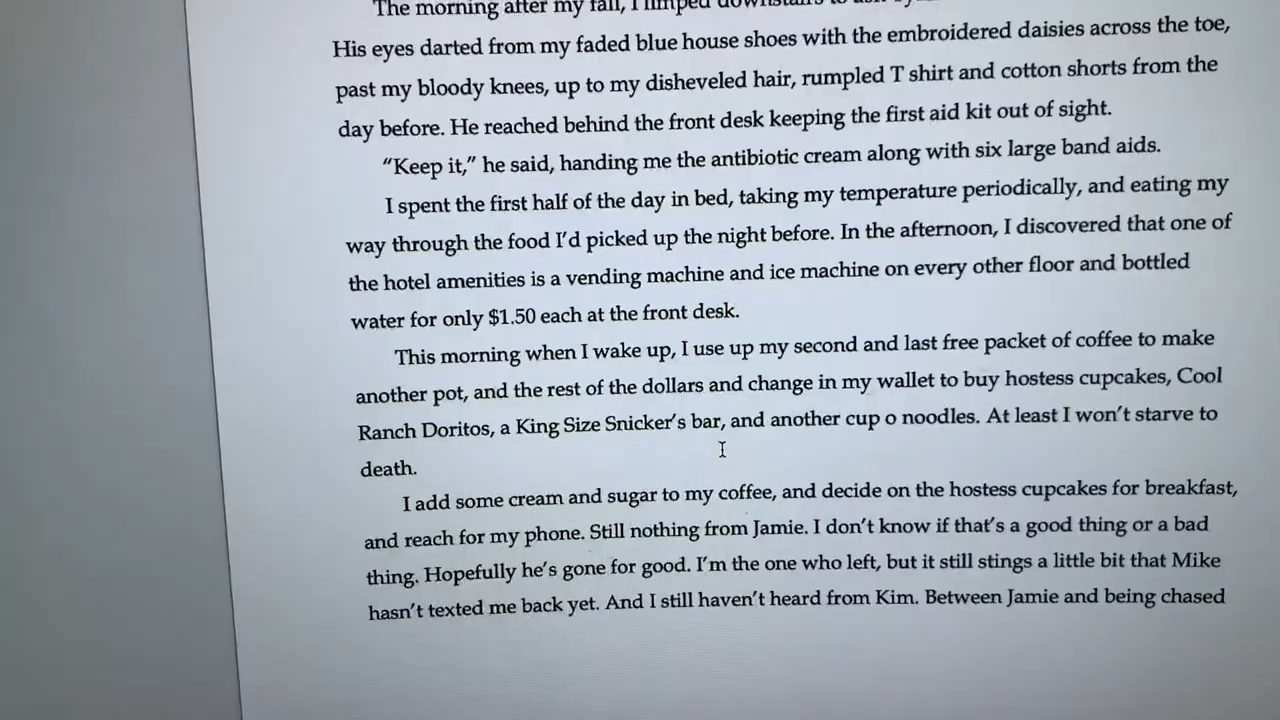 The morning after my fall, I limped downstairs to
His eyes darted from my faded blue house shoes with the embroidered daisies across the toe,
past my bloody knees, up to my disheveled hair, rumpled T shirt and cotton shorts from the
day before. He reached behind the front desk keeping the first aid kit out of sight.
“Keep it,” he said, handing me the antibiotic cream along with six large band aids.
I spent the first half of the day in bed, taking my temperature periodically, and eating my
way through the food I’d picked up the night before. In the afternoon, I discovered that one of
the hotel amenities is a vending machine and ice machine on every other floor and bottled
water for only $1.50 each at the front desk.
This morning when I wake up, I use up my second and last free packet of coffee to make
another pot, and the rest of the dollars and change in my wallet to buy hostess cupcakes, Cool
Ranch Doritos, a King Size Snicker’s bar, and another cup o noodles. At least I won’t starve to
death.
I add some cream and sugar to my coffee, and decide on the hostess cupcakes for breakfast,
and reach for my phone. Still nothing from Jamie. I don’t know if that’s a good thing or a bad
thing. Hopefully he’s gone for good. I’m the one who left, but it still stings a little bit that Mike
hasn’t texted me back yet. And I still haven’t heard from Kim. Between Jamie and being chased